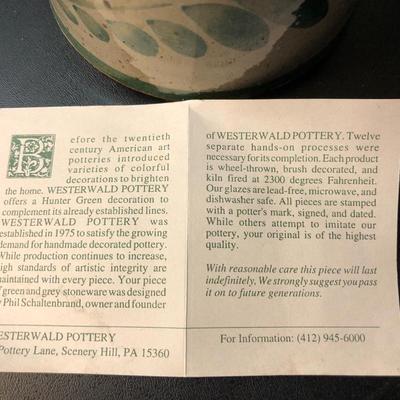 Before the twentieth
century American art
potteries introduced
varieties of colorful
decorations to brighten
the home. WESTERWALD POTTERY
offers a Hunter Green decoration to
complement its already established lines.
WESTERWALD POTTERY was
established in 1975 to satisfy the growing
demand for handmade decorated pottery.
While production continues to increase,
high standards of artistic integrity are
maintained with every piece. Your piece
of green and grey stoneware was designed
by Phil Schaltenbrand, owner and founder
WESTERWALD POTTERY
Pottery Lane, Scenery Hill, PA 15360
of WESTERWALD POTTERY. Twelve
separate hands-on processes were
necessary for its completion. Each product
is wheel-thrown, brush decorated, and
kiln fired at 2300 degrees Fahrenheit.
Our glazes are lead-free, microwave, and
dishwasher safe. All pieces are stamped
with a potter's mark, signed, and dated.
While others attempt to imitate our
pottery, your original is of the highest
quality.
With reasonable care this piece will last
indefinitely, We strongly suggest you pass
it on to future generations.
For Information: (412) 945-6000